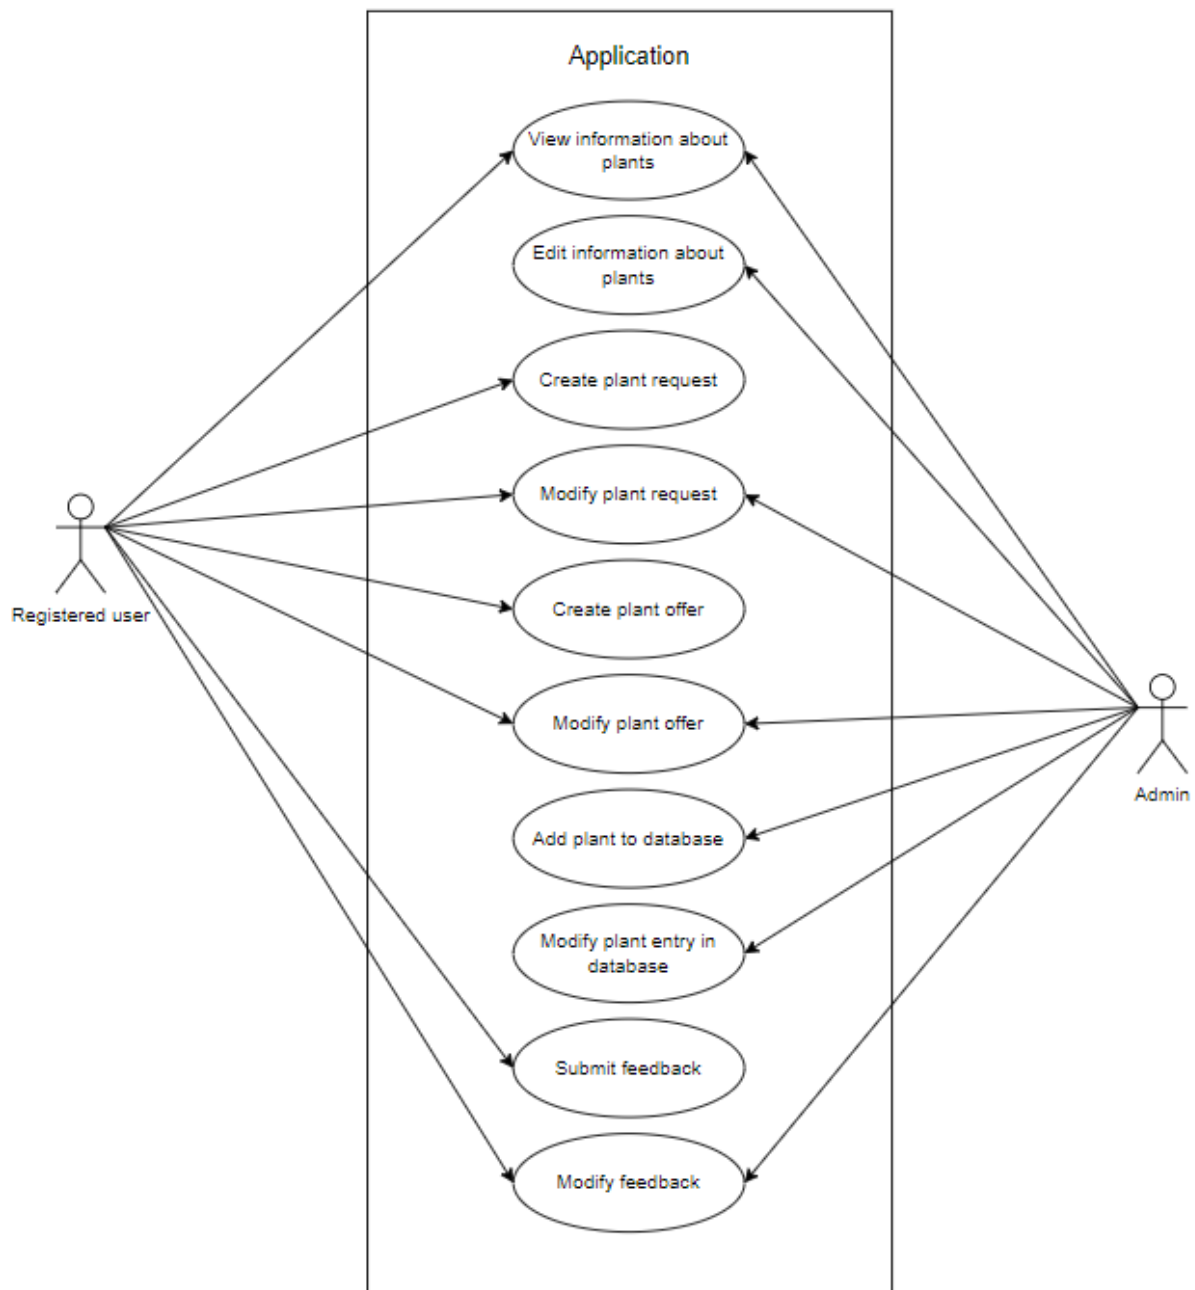 Application
View information about
plants
Edit information about
plants
Create plant request
Modify plant request
Registered user
Create plant offer
Modify plant offer
Admin
Add plant to database
Modify plant entry in
database
Submit feedback
Modify feedback